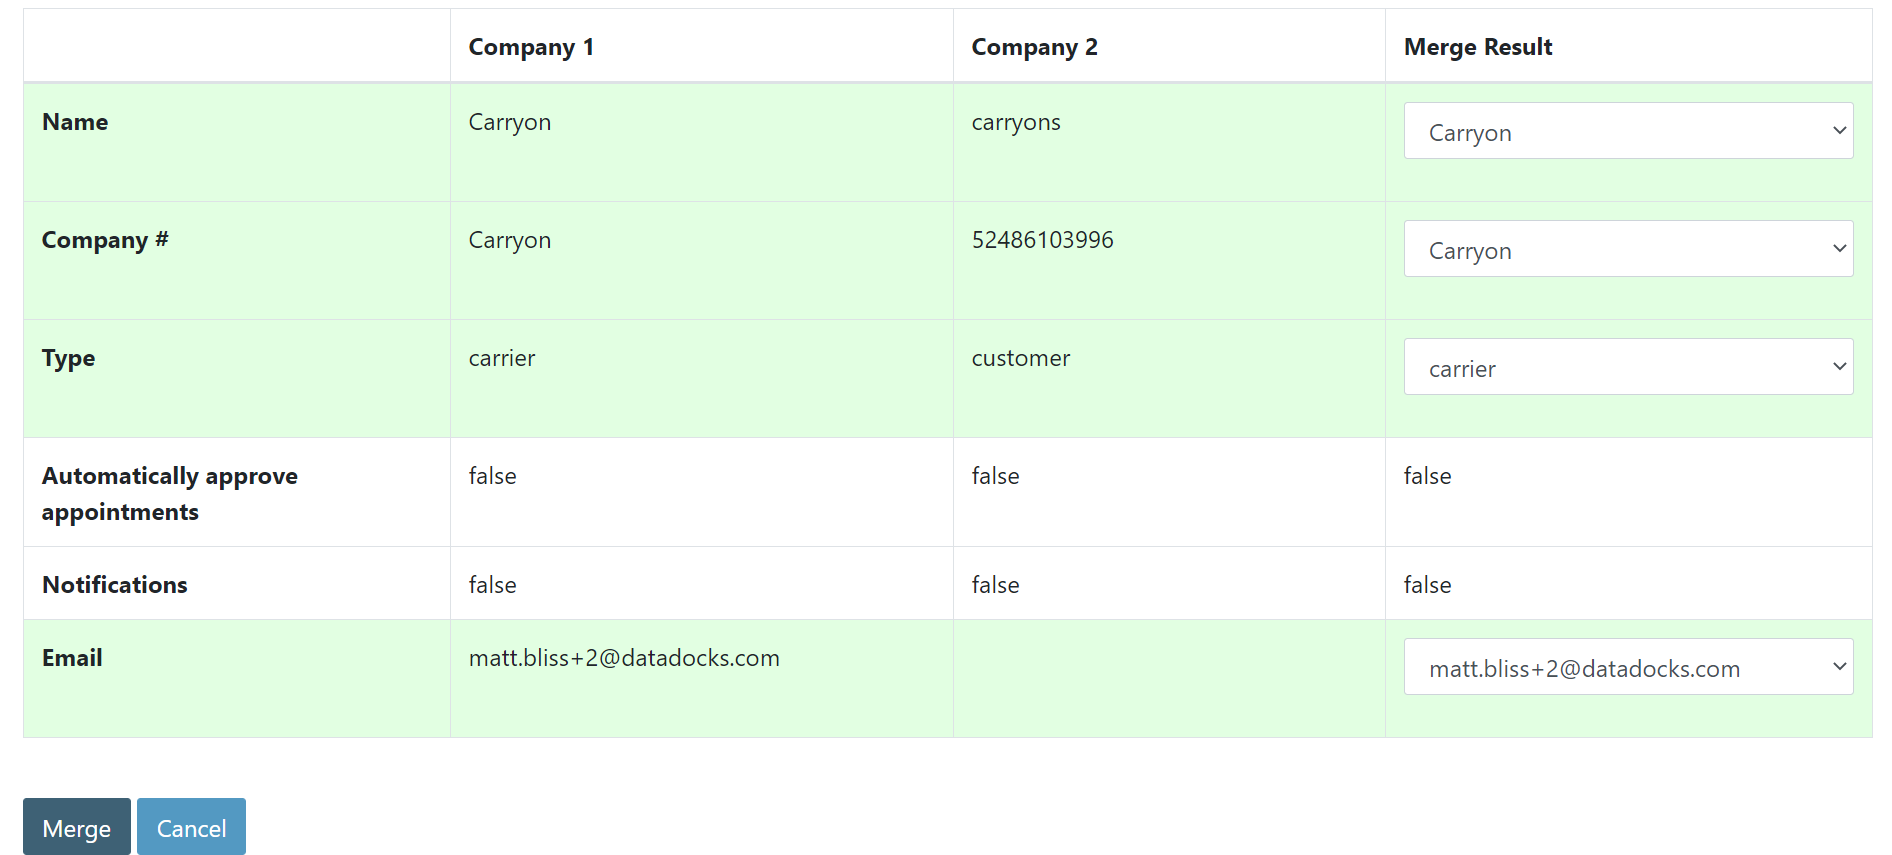 Company 1 Company 2 Merge Result
Name Carryon carryons Carryon
Company # Carryon 52486103996 Carryon
Type carrier customer carrier
Automatically approve false false false
appointments
Notifications false false false
Email matt.bliss+2@datadocks.com matt.bliss+2@datadocks.com
Merge Cancel